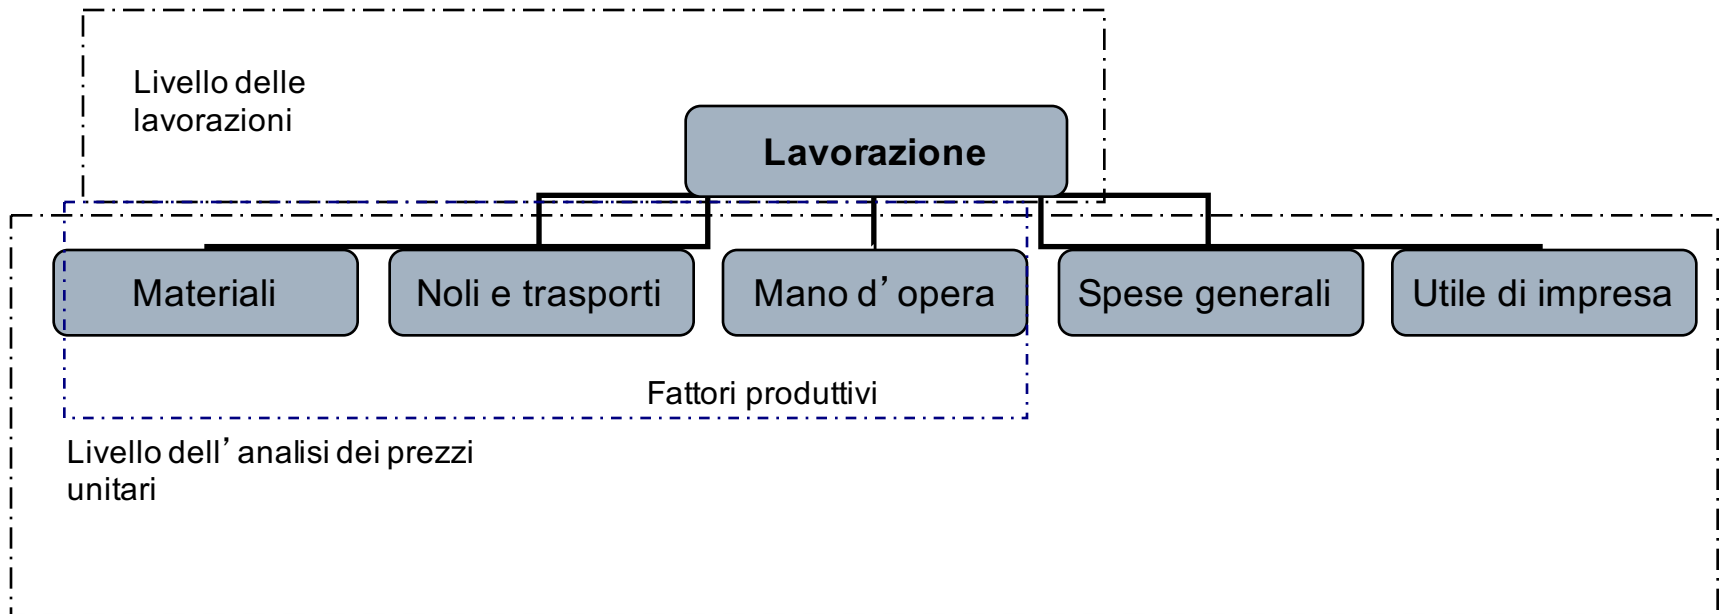 Livello delle
lavorazioni
Lavorazione
Materiali
Noli e trasporti
Mano d’opera
Spese generali
Utile di impresa
Fattori produttivi
Livello dell’analisi dei prezzi
unitari